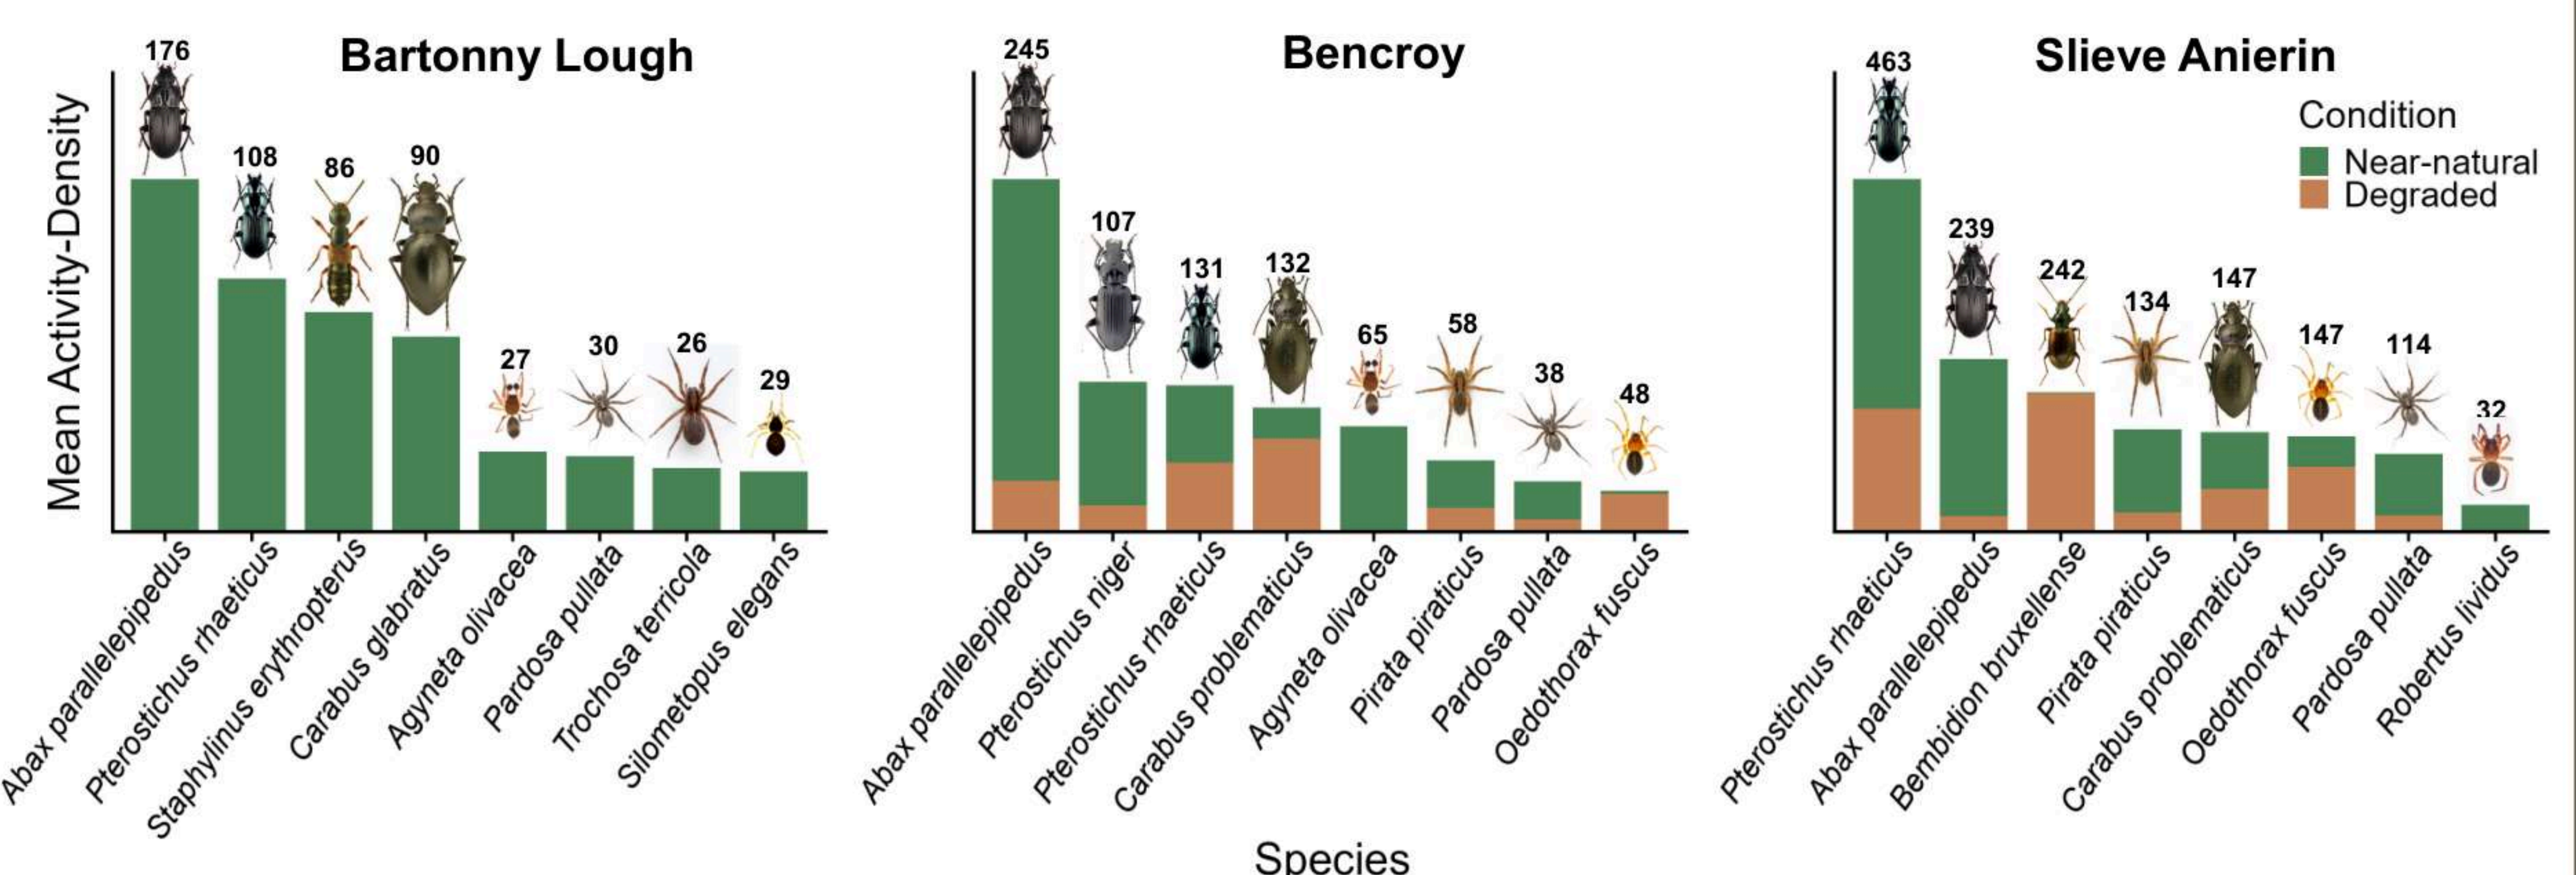 Bartonny Lough
Mean Activity-Density
176
108
86
90
27
30
26
29
Abax parallelepipedus
Pterostichus rhaeticus
Staphylinus erythropterus
Carabus glabratus
Agyneta olivacea
Pardosa pullata
Trochosa terricola
Silometopus elegans
Bencroy
245
107
131
132
65
58
38
48
Abax parallelepipedus
Pterostichus niger
Pterostichus rhaeticus
Carabus problematicus
Agyneta olivacea
Pirata piraticus
Pardosa pullata
Oedothorax fuscus
Slieve Anierin
Condition
Near-natural
Degraded
463
239
242
134
147
147
114
32
Pterostichus rhaeticus
Abax parallelepipedus
Bembidion bruxellense
Pirata piraticus
Carabus problematicus
Oedothorax fuscus
Pardosa pullata
Robertus lividus
Species